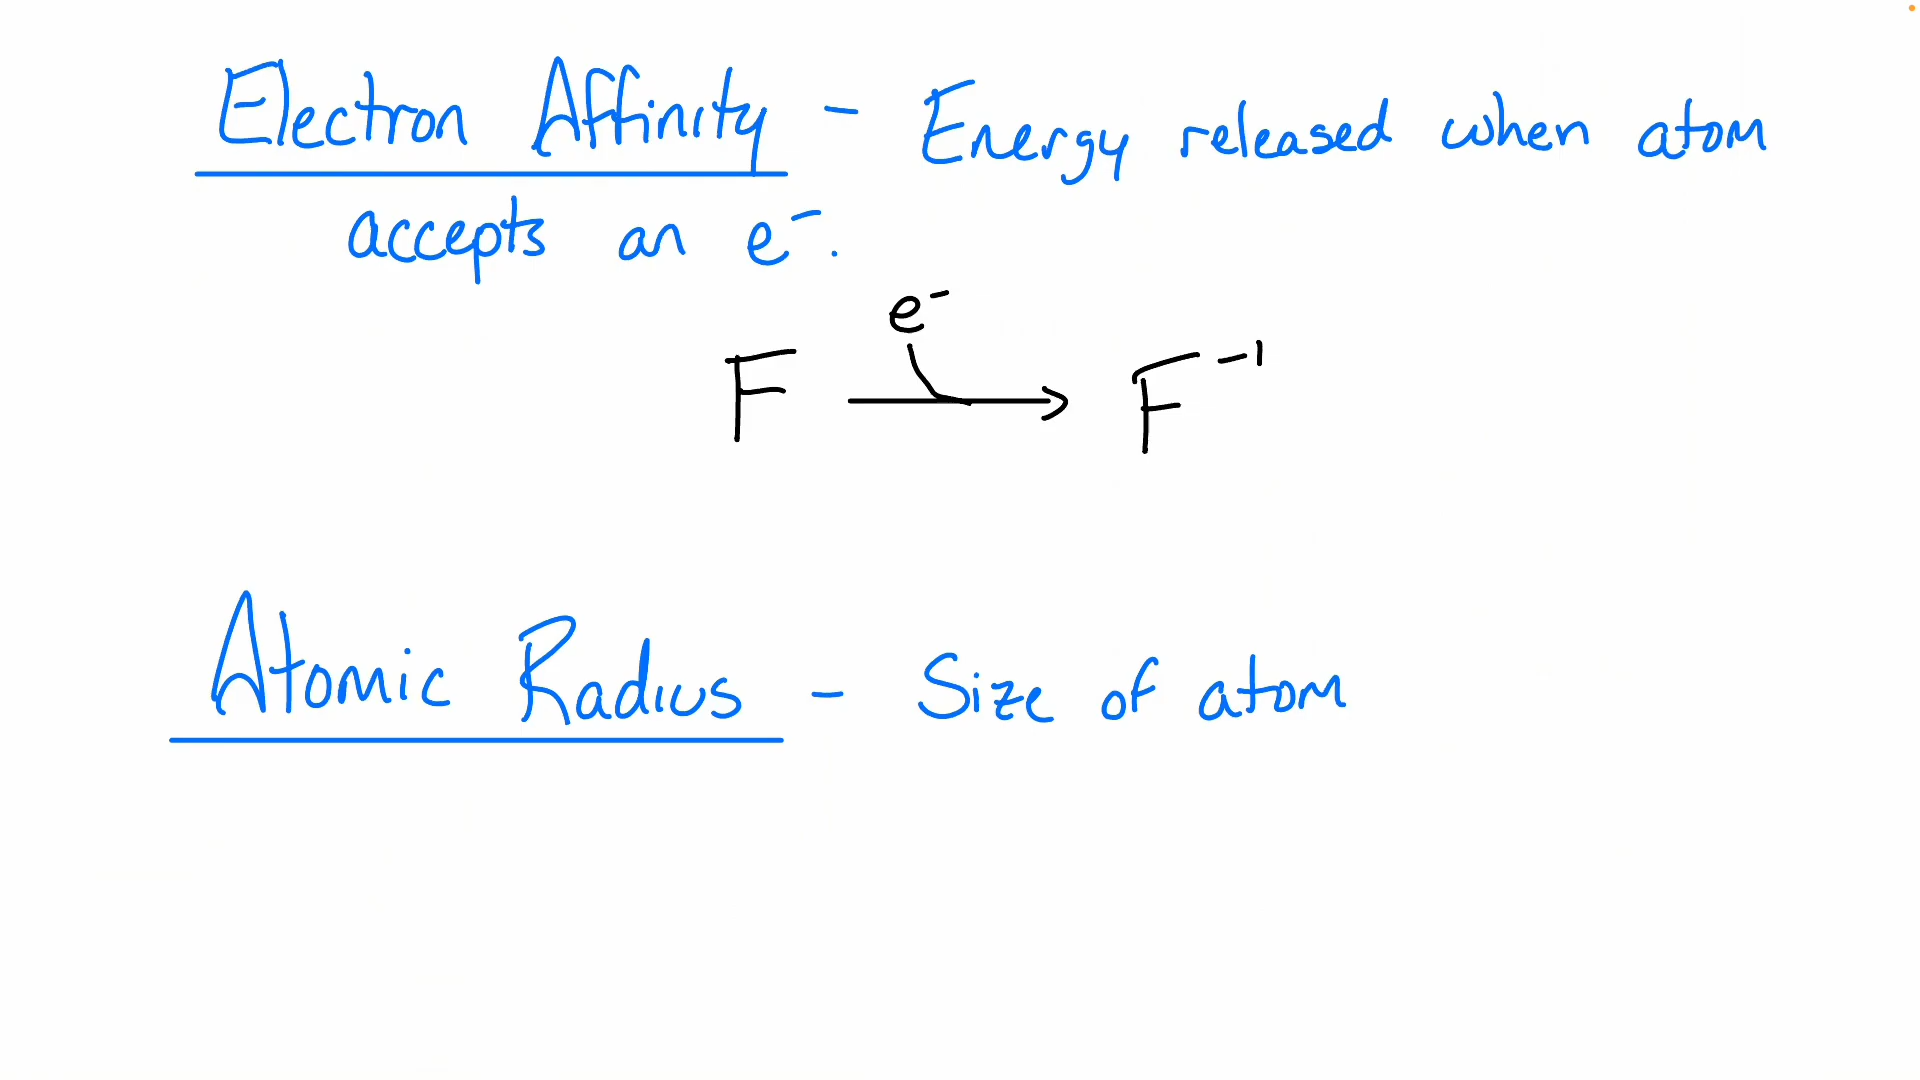 Electron Affinity - Energy released when atom
accepts an e⁻.
e⁻
F → F⁻¹
Atomic Radius - Size of atom